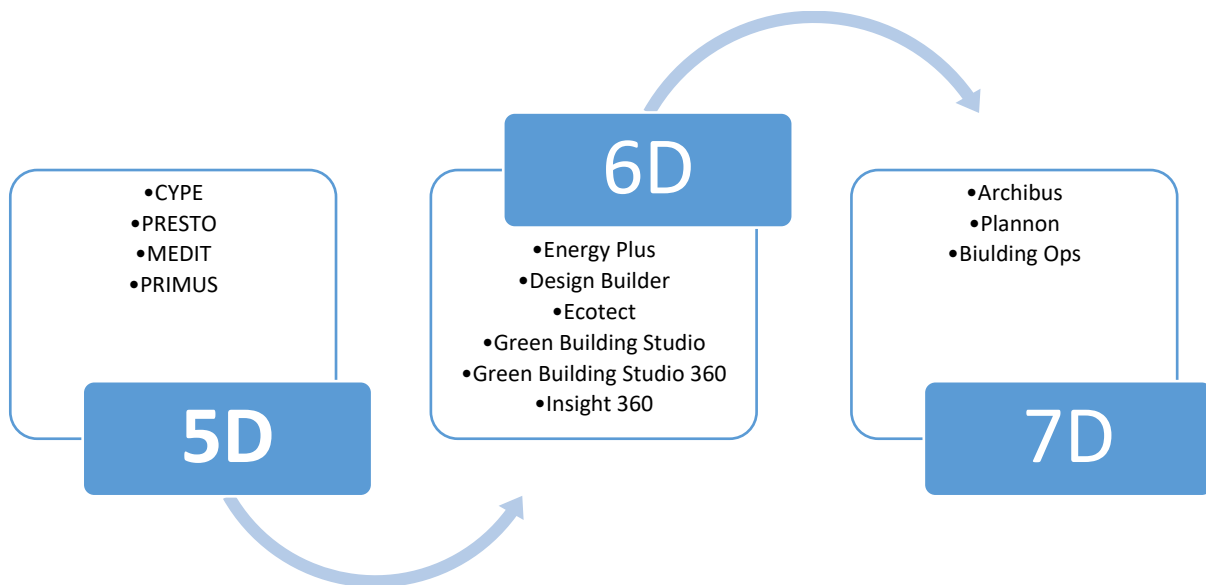 •CYPE
•PRESTO
•MEDIT
•PRIMUS
5D
6D
•Energy Plus
•Design Builder
•Ecotect
•Green Building Studio
•Green Building Studio 360
•Insight 360
•Archibus
•Plannon
•Biulding Ops
7D